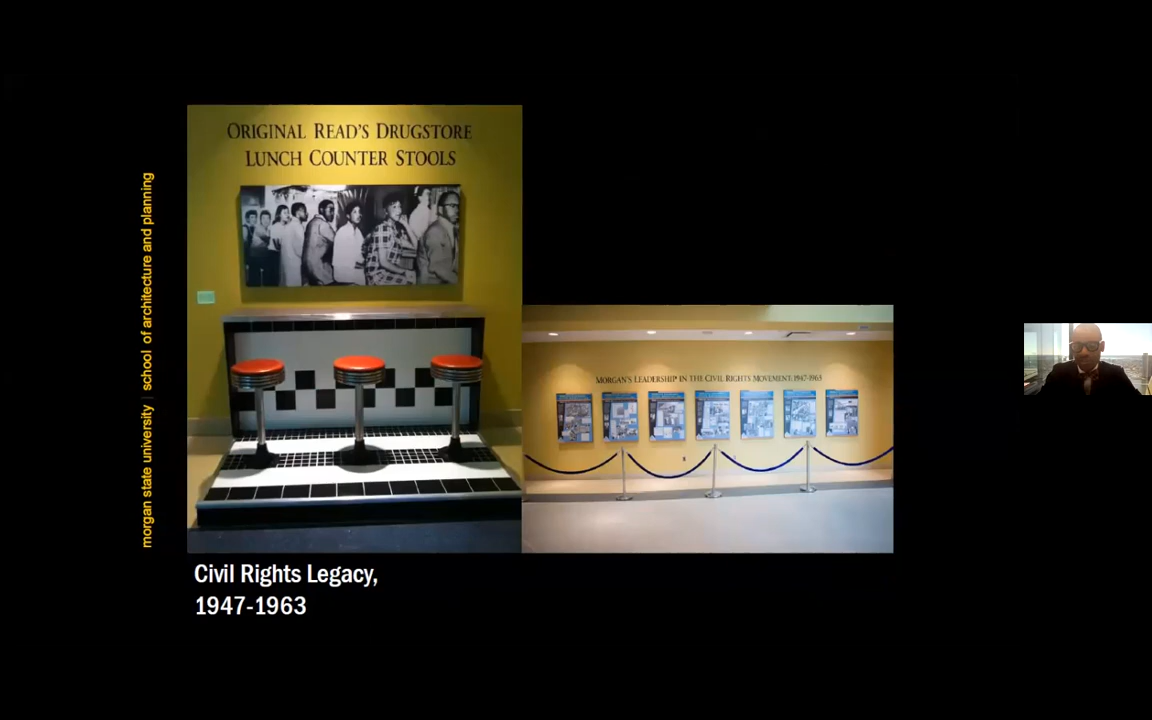 morgan state university | school of architecture and planning
ORIGINAL READ'S DRUGSTORE
LUNCH COUNTER STOOLS
MORGAN'S LEADERSHIP IN THE CIVIL RIGHTS MOVEMENT: 1947-1963
Civil Rights Legacy,
1947-1963